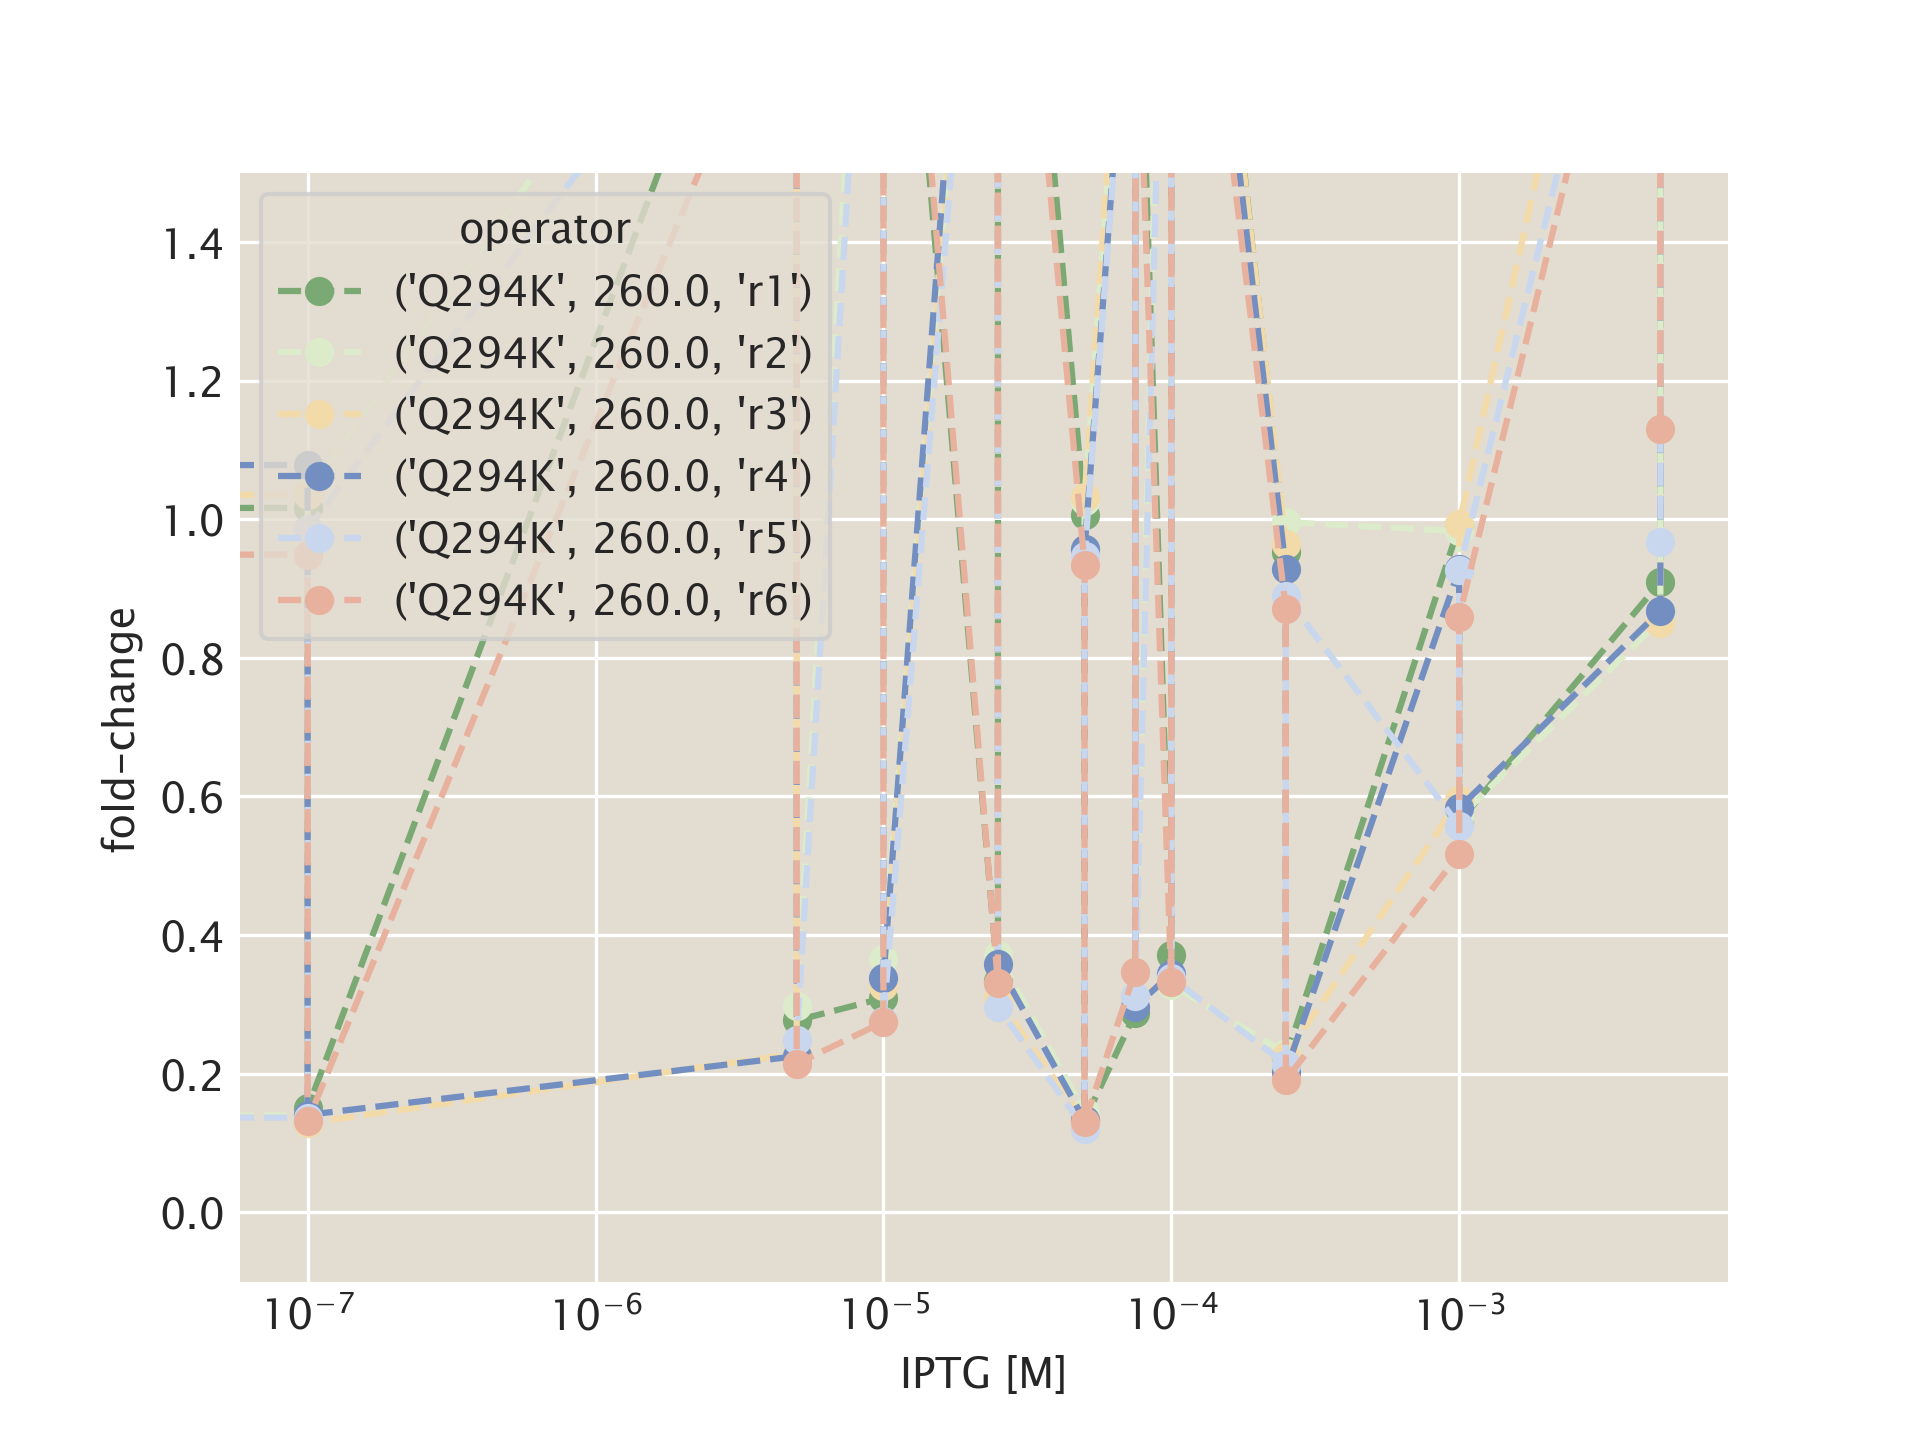 operator
('Q294K', 260.0, 'r1')
('Q294K', 260.0, 'r2')
('Q294K', 260.0, 'r3')
('Q294K', 260.0, 'r4')
('Q294K', 260.0, 'r5')
('Q294K', 260.0, 'r6')
1.4
1.2
1.0
0.8
0.6
0.4
0.2
0.0
fold-change
10⁻⁷ 10⁻⁶ 10⁻⁵ 10⁻⁴ 10⁻³
IPTG [M]